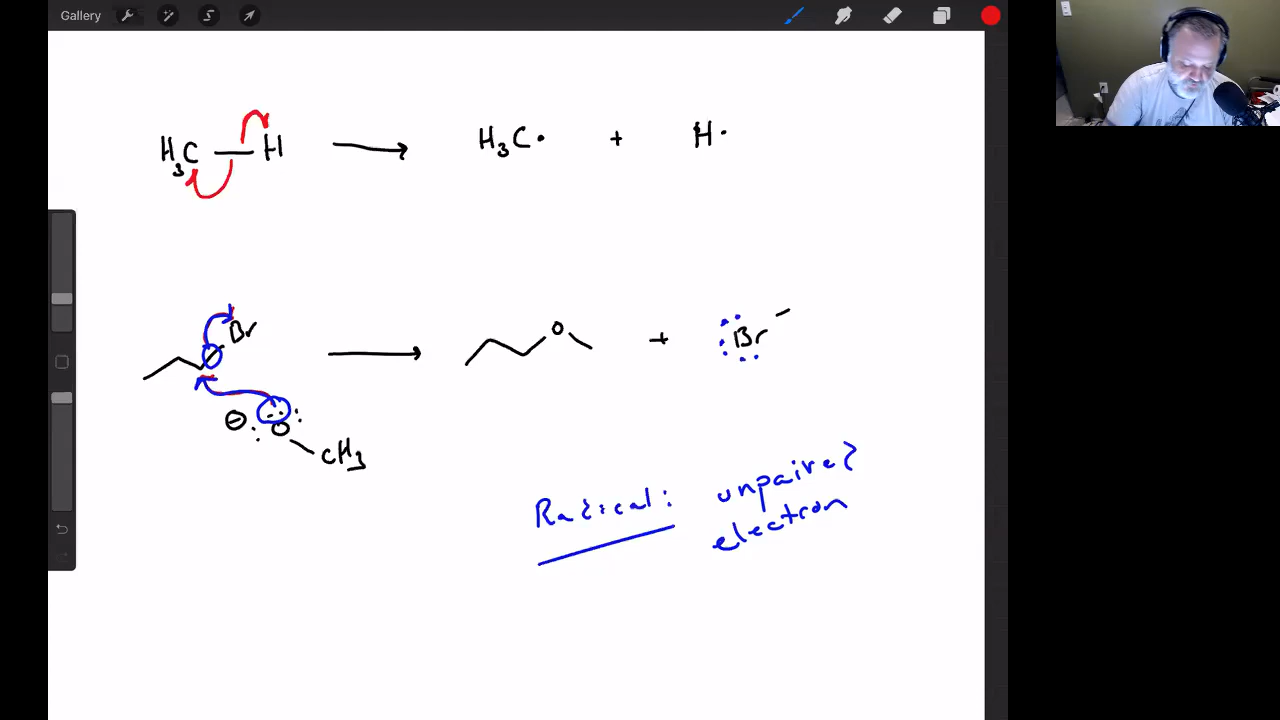 Gallery
H₃C — H → H₃C· + H·
Br → O + :Br:⁻
⊖ :O:
CH₃
Radical: unpaired
electron